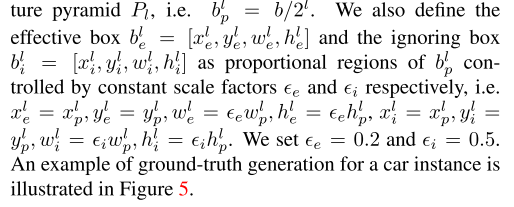 ture pyramid $P_l$, i.e. $b_p^l = b/2^l$. We also define the
effective box $b_e^l = [x_e^l, y_e^l, w_e^l, h_e^l]$ and the ignoring box
$b_i^l = [x_i^l, y_i^l, w_i^l, h_i^l]$ as proportional regions of $b_p^l$ con-
trolled by constant scale factors $\epsilon_e$ and $\epsilon_i$ respectively, i.e.
$x_e^l = x_p^l, y_e^l = y_p^l, w_e^l = \epsilon_e w_p^l, h_e^l = \epsilon_e h_p^l, x_i^l = x_p^l, y_i^l =$
$y_p^l, w_i^l = \epsilon_i w_p^l, h_i^l = \epsilon_i h_p^l$. We set $\epsilon_e = 0.2$ and $\epsilon_i = 0.5$.
An example of ground-truth generation for a car instance is
illustrated in Figure 5.